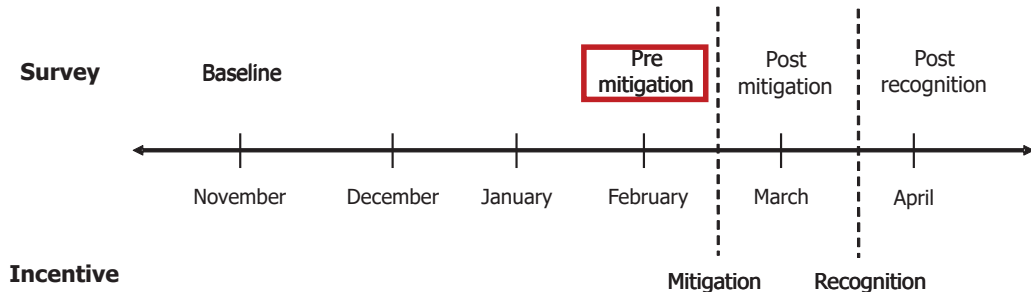 Survey
Baseline
Pre
mitigation
Post
mitigation
Post
recognition
November
December
January
February
March
April
Incentive
Mitigation
Recognition